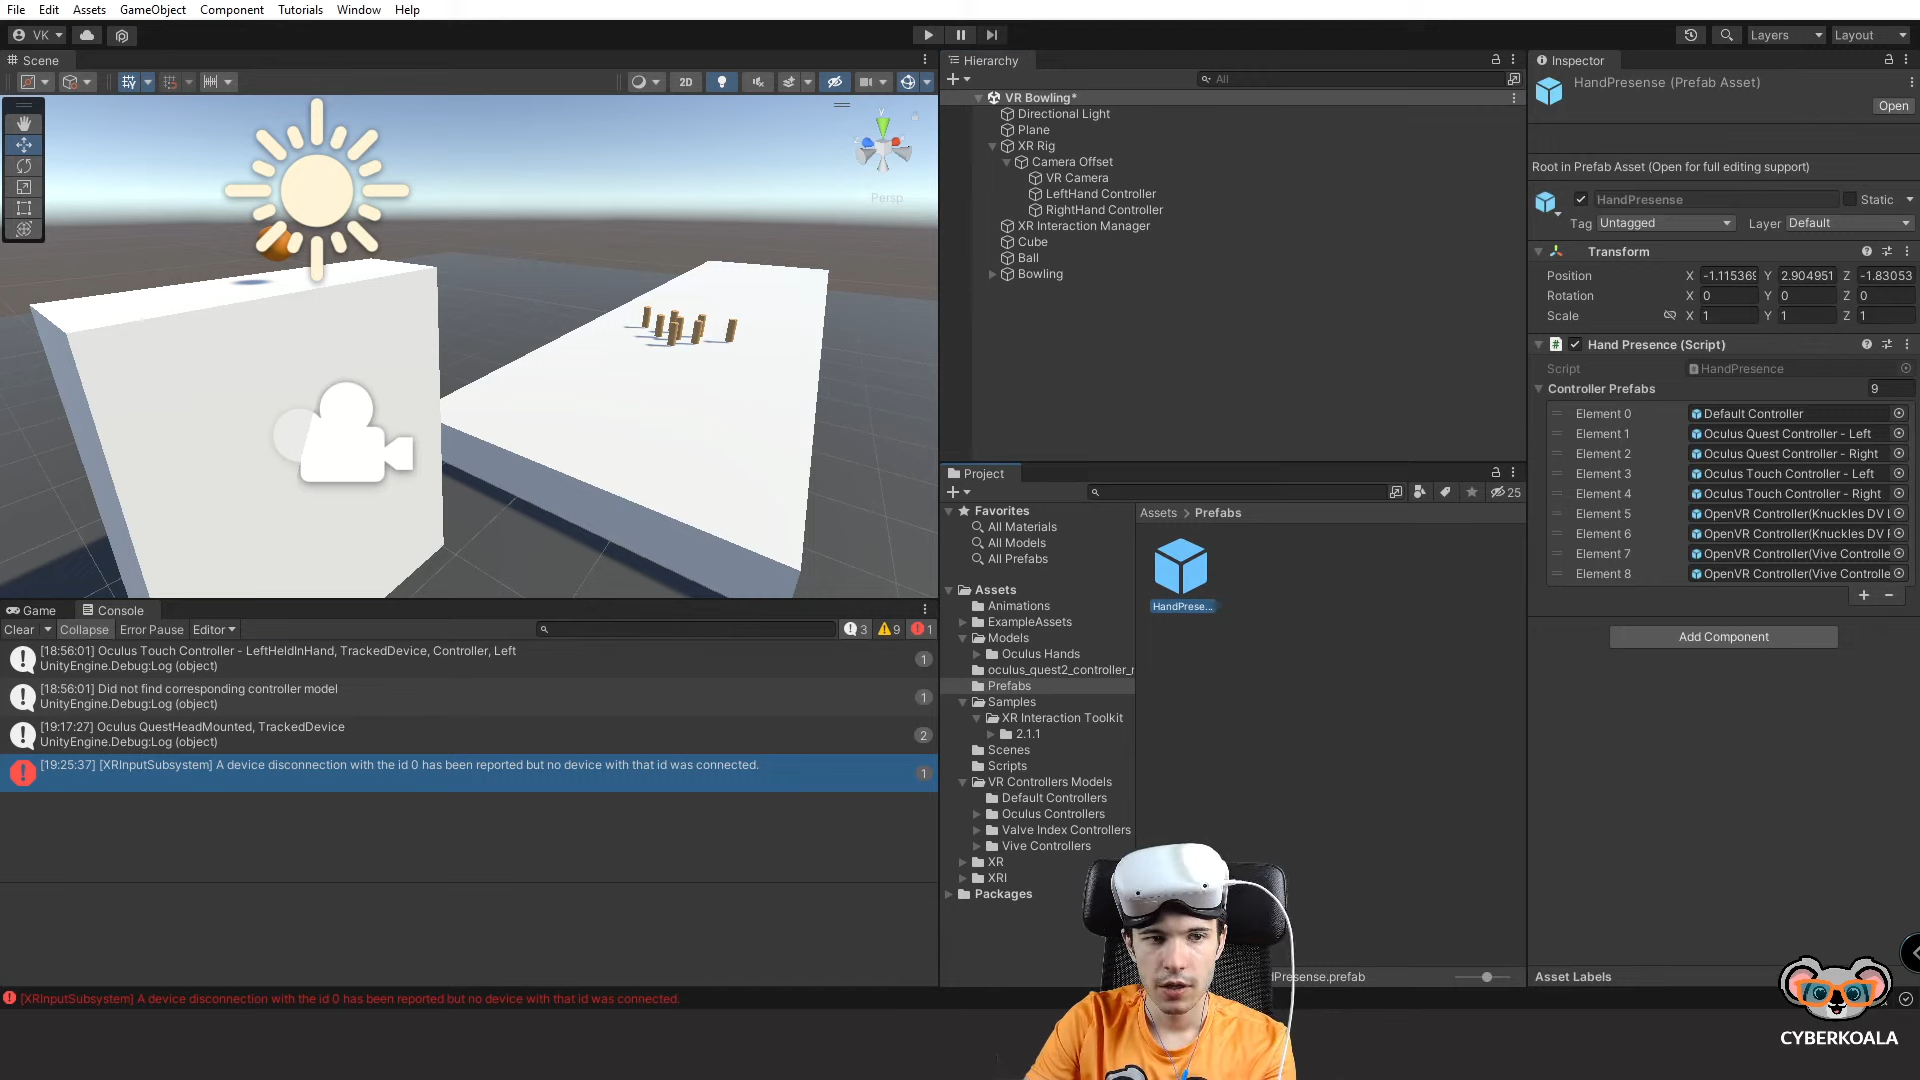 File Edit Assets GameObject Component Tutorials Window Help
VK Layers Layout
Scene
2D
Y
Persp
Hierarchy
All
VR Bowling*
Directional Light
Plane
XR Rig
Camera Offset
VR Camera
LeftHand Controller
RightHand Controller
XR Interaction Manager
Cube
Ball
Bowling
Inspector
HandPresense (Prefab Asset)
Open
Root in Prefab Asset (Open for full editing support)
HandPresense Static
Tag Untagged Layer Default
Transform
Position X -1.115369 Y 2.904951 Z -1.83053
Rotation X 0 Y 0 Z 0
Scale X 1 Y 1 Z 1
# Hand Presence (Script)
Script HandPresence
Controller Prefabs 9
Element 0 Default Controller
Element 1 Oculus Quest Controller - Left
Element 2 Oculus Quest Controller - Right
Element 3 Oculus Touch Controller - Left
Element 4 Oculus Touch Controller - Right
Element 5 OpenVR Controller(Knuckles DV L
Element 6 OpenVR Controller(Knuckles DV F
Element 7 OpenVR Controller(Vive Controlle
Element 8 OpenVR Controller(Vive Controlle
Add Component
Asset Labels
Project
25
Favorites
All Materials
All Models
All Prefabs
Assets
Animations
ExampleAssets
Models
Oculus Hands
oculus_quest2_controller_r
Prefabs
Samples
XR Interaction Toolkit
2.1.1
Scenes
Scripts
VR Controllers Models
Default Controllers
Oculus Controllers
Valve Index Controllers
Vive Controllers
XR
XRI
Packages
Assets > Prefabs
HandPrese...
IPresense.prefab
Game Console
Clear Collapse Error Pause Editor 3 9 1
[18:56:01] Oculus Touch Controller - LeftHeldInHand, TrackedDevice, Controller, Left
UnityEngine.Debug:Log (object) 1
[18:56:01] Did not find corresponding controller model
UnityEngine.Debug:Log (object) 1
[19:17:27] Oculus QuestHeadMounted, TrackedDevice
UnityEngine.Debug:Log (object) 2
[19:25:37] [XRInputSubsystem] A device disconnection with the id 0 has been reported but no device with that id was connected. 1
[XRInputSubsystem] A device disconnection with the id 0 has been reported but no device with that id was connected.
CYBERKOALA